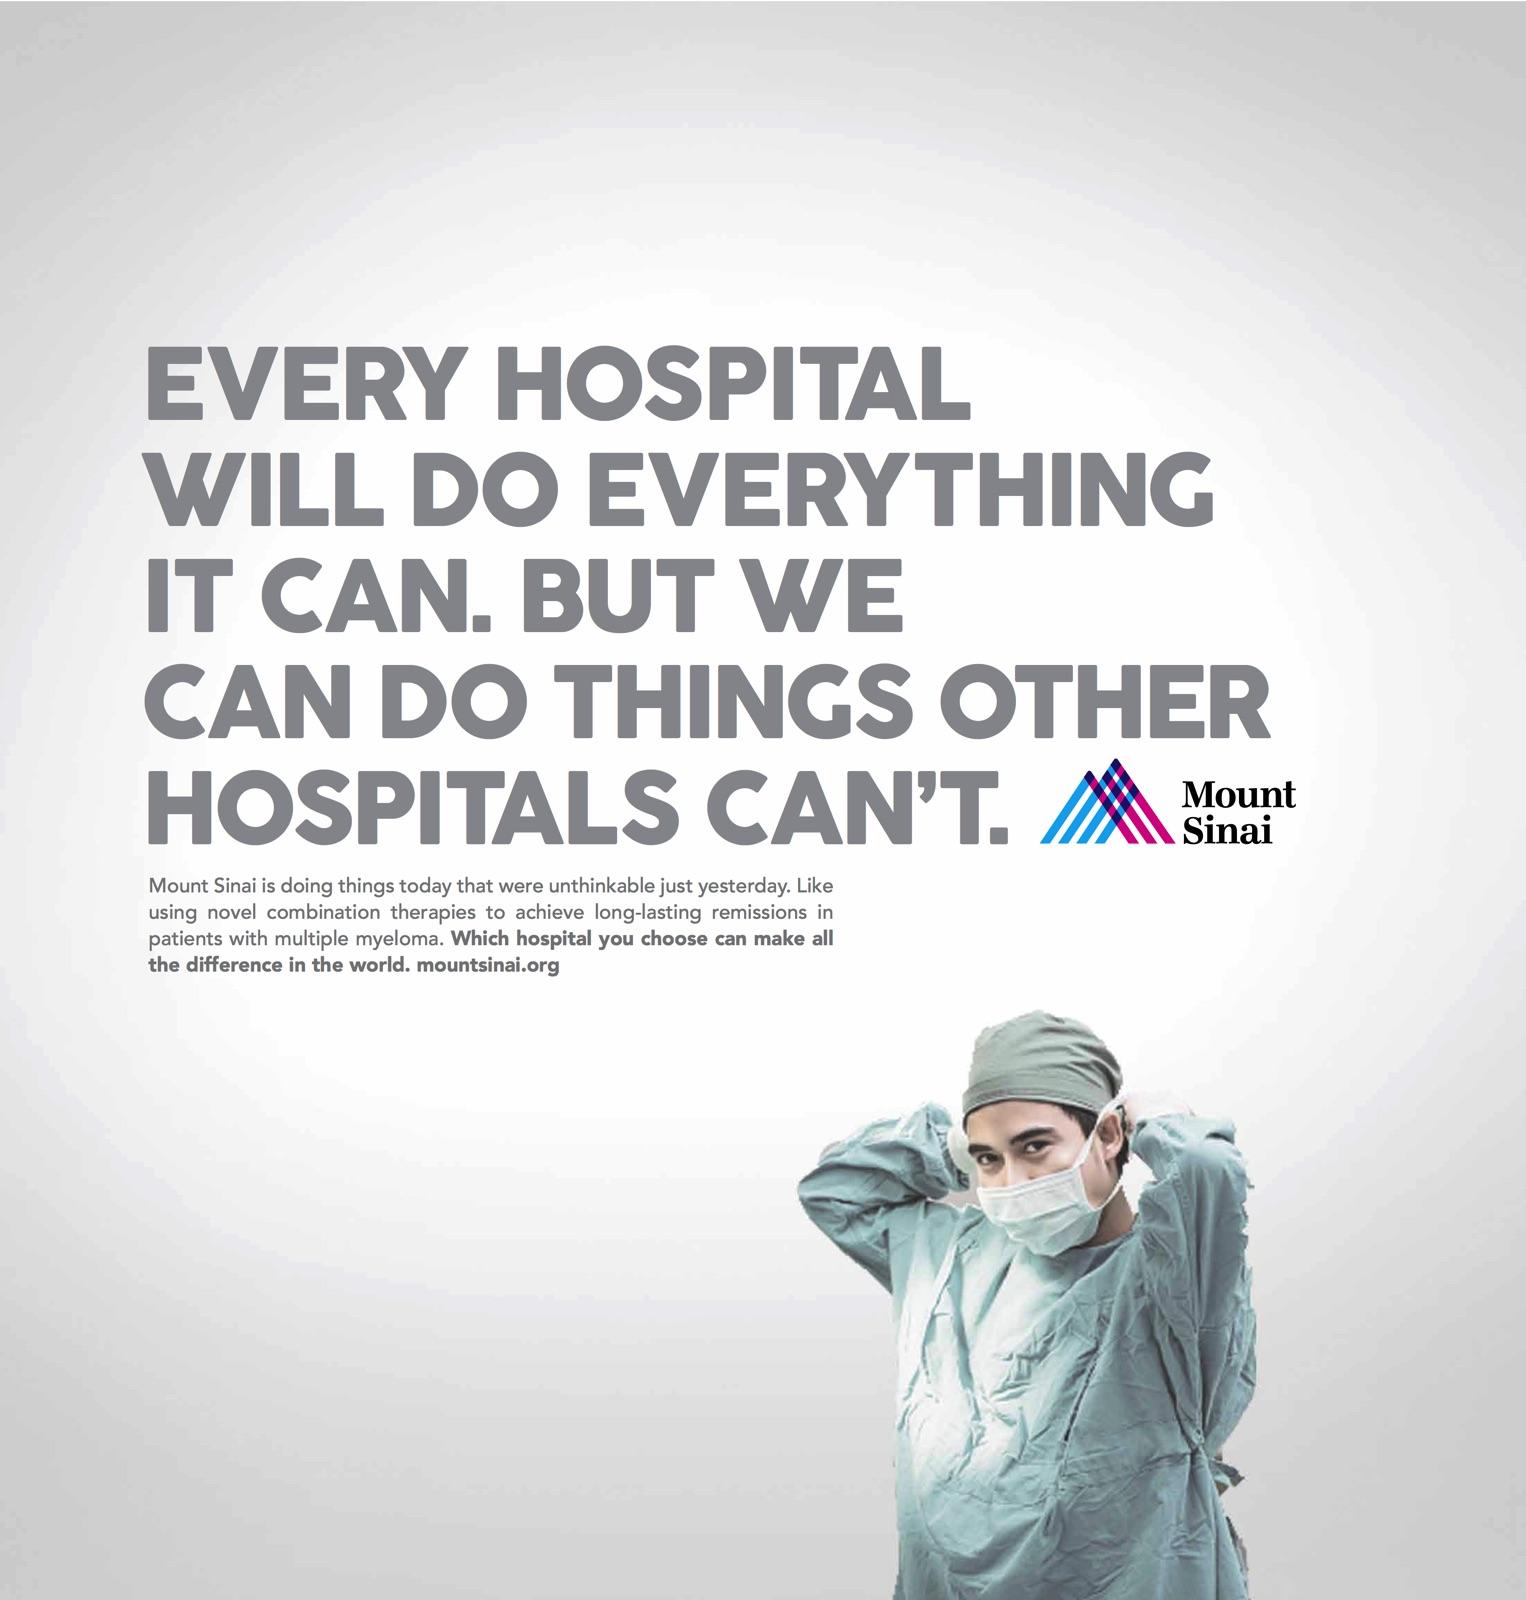 EVERY HOSPITAL
WILL DO EVERYTHING
IT CAN. BUT WE
CAN DO THINGS OTHER
HOSPITALS CAN’T.
Mount
Sinai
Mount Sinai is doing things today that were unthinkable just yesterday. Like
using novel combination therapies to achieve long-lasting remissions in
patients with multiple myeloma. Which hospital you choose can make all
the difference in the world. mountsinai.org